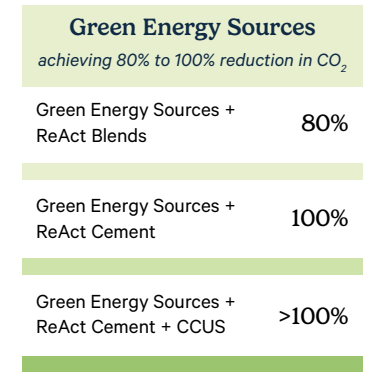 Green Energy Sources
achieving 80% to 100% reduction in CO₂
Green Energy Sources +
ReAct Blends
80%
Green Energy Sources +
ReAct Cement
100%
Green Energy Sources +
ReAct Cement + CCUS
>100%